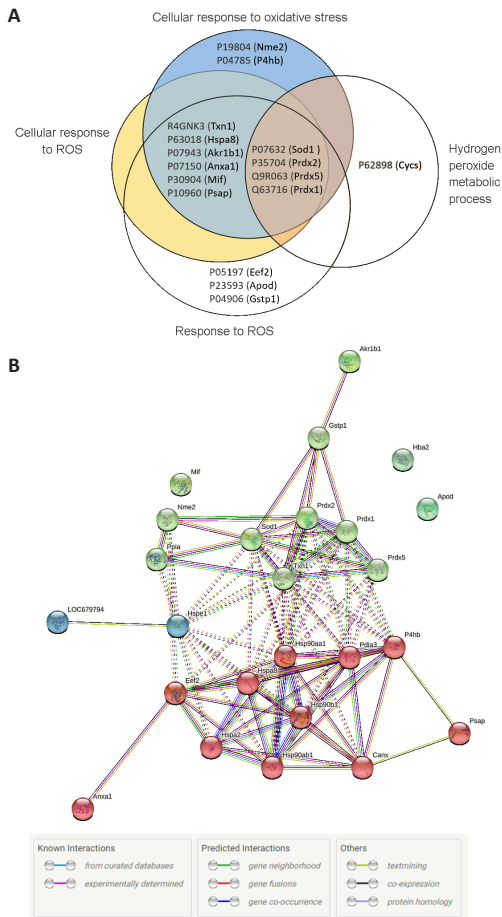 A
Cellular response to oxidative stress
P19804 (Nme2)
P04785 (P4hb)
Cellular response
to ROS
R4GNK3 (Txn1)
P63018 (Hspa8)
P07943 (Akr1b1)
P07150 (Anxa1)
P30904 (Mif)
P10960 (Psap)
P07632 (Sod1 )
P35704 (Prdx2)
Q9R063 (Prdx5)
Q63716 (Prdx1)
P62898 (Cycs)
Hydrogen
peroxide
metabolic
process
P05197 (Eef2)
P23593 (Apod)
P04906 (Gstp1)
Response to ROS
B
Akr1b1
Gstp1
Hba2
Mif
Apod
Nme2
Prdx2
Sod1
Prdx1
Ppia
Txn1
Prdx5
LOC679794
Hspe1
P4hb
Hsp90aa1
Pdia3
Hspa8
Eef2
Hsp90b1
Psap
Hspa2
Hsp90ab1
Canx
Anxa1
Known Interactions
from curated databases
experimentally determined
Predicted Interactions
gene neighborhood
gene fusions
gene co-occurrence
Others
textmining
co-expression
protein homology